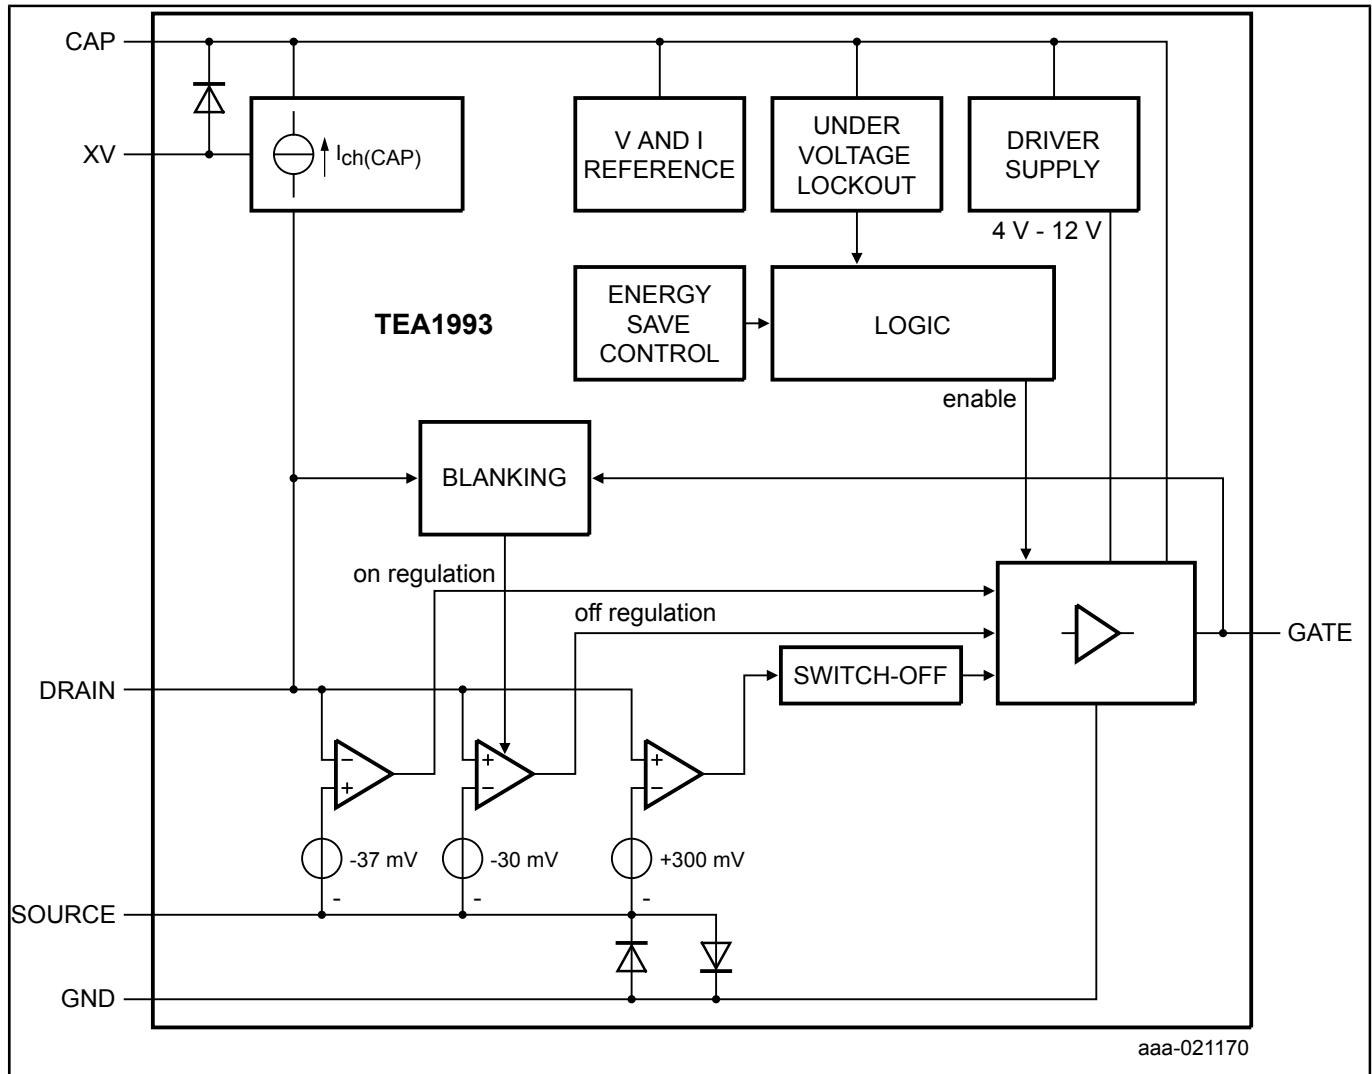 CAP
XV
I ch(CAP)
V AND I
REFERENCE
UNDER
VOLTAGE
LOCKOUT
DRIVER
SUPPLY
4 V - 12 V
TEA1993
ENERGY
SAVE
CONTROL
LOGIC
enable
BLANKING
on regulation
off regulation
GATE
DRAIN
SWITCH-OFF
-
+
+
-
+
-
-37 mV
-30 mV
+300 mV
-
-
-
SOURCE
GND
aaa-021170